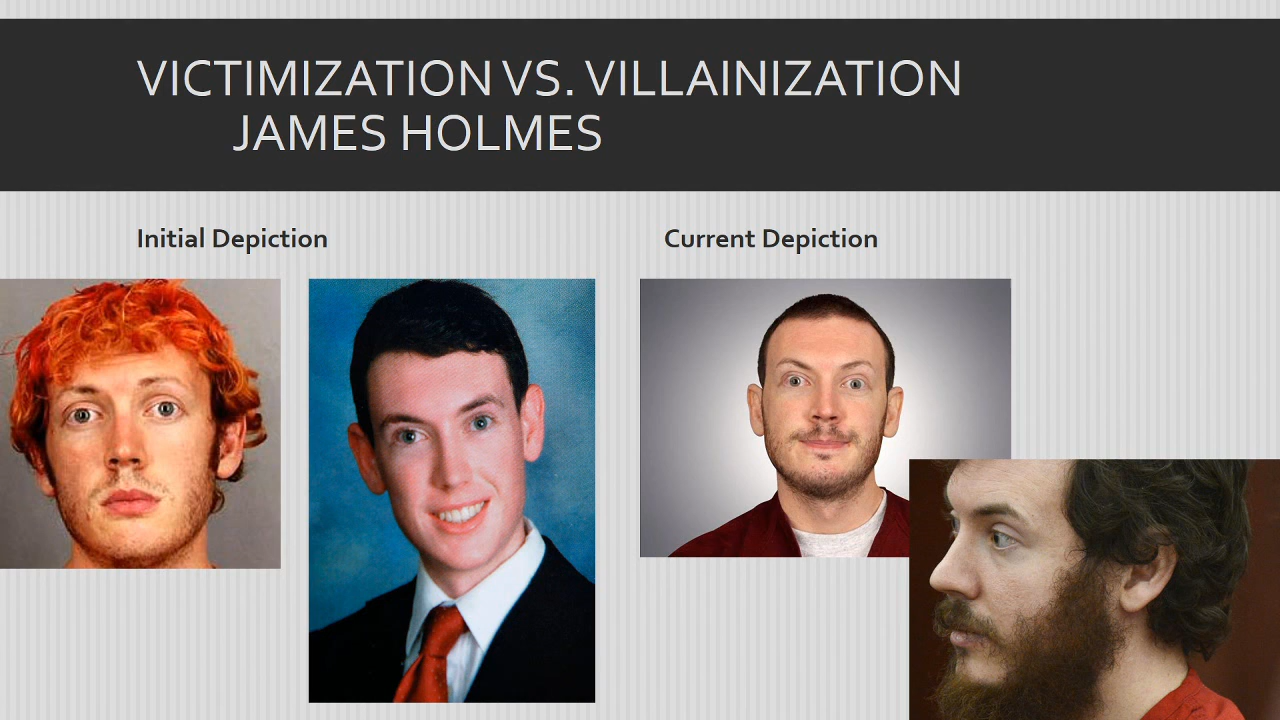 VICTIMIZATION VS. VILLAINIZATION
JAMES HOLMES
Initial Depiction
Current Depiction